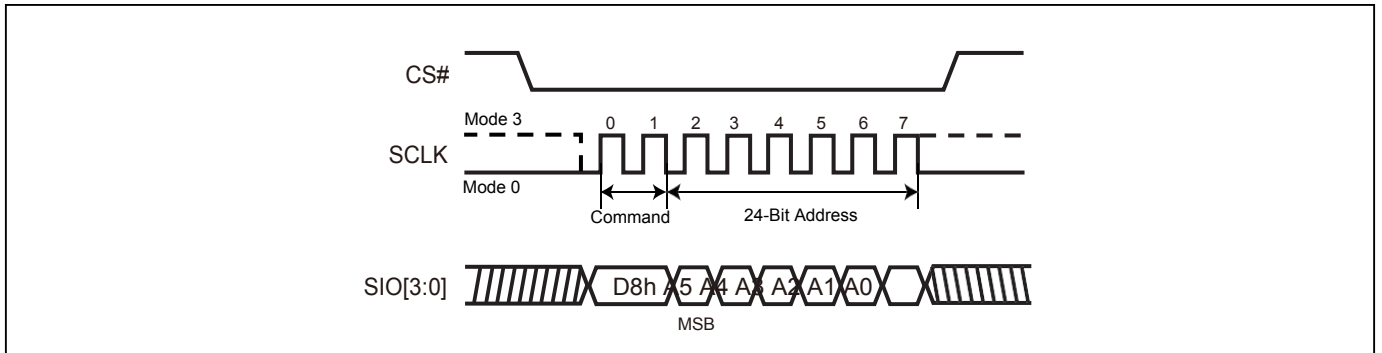 CS#
Mode 3
0 1 2 3 4 5 6 7
SCLK
Mode 0
Command
24-Bit Address
SIO[3:0]
D8h A5 A4 A3 A2 A1 A0
MSB